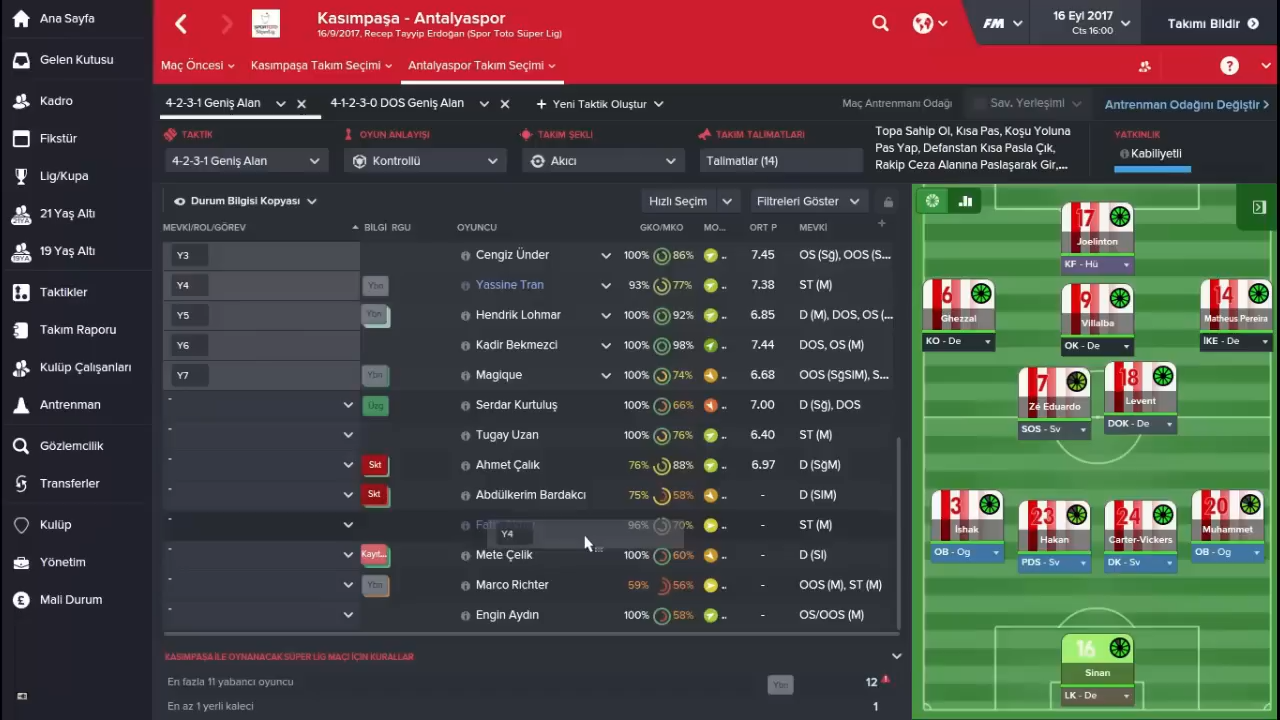 Ana Sayfa
Gelen Kutusu
Kadro
Fikstür
Lig/Kupa
21 Yaş Altı
19 Yaş Altı
Taktikler
Takım Raporu
Kulüp Çalışanları
Antrenman
Gözlemcilik
Transferler
Kulüp
Yönetim
Mali Durum
Kasımpaşa - Antalyaspor
16/9/2017, Recep Tayyip Erdoğan (Spor Toto Süper Lig)
FM
16 Eyl 2017
Cts 16:00
Takımı Bildir
Maç Öncesi
Kasımpaşa Takım Seçimi
Antalyaspor Takım Seçimi
4-2-3-1 Geniş Alan
4-1-2-3-0 DOS Geniş Alan
+ Yeni Taktik Oluştur
Maç Antrenmanı Odağı
Sav. Yerleşimi
Antrenman Odağını Değiştir >
TAKTİK
OYUN ANLAYIŞI
TAKIM ŞEKLİ
TAKIM TALİMATLARI
4-2-3-1 Geniş Alan
Kontrollü
Akıcı
Talimatlar (14)
Topa Sahip Ol, Kısa Pas, Koşu Yoluna
Pas Yap, Defanstan Kısa Pasla Çık,
Rakip Ceza Alanına Paslaşarak Gir,...
YATKINLIK
Kabiliyetli
Durum Bilgisi Kopyası
Hızlı Seçim
Filtreleri Göster
MEVKİ/ROL/GÖREV BİLGİ RGU OYUNCU GKO/MKO MO... ORT P MEVKİ
Y3 Cengiz Ünder 100% 86% .. 7.45 OS (Sğ), OOS (S...
Y4 Ybn Yassine Tran 93% 77% .. 7.38 ST (M)
Y5 Ybn Hendrik Lohmar 100% 92% .. 6.85 D (M), DOS, OS (...
Y6 Kadir Bekmezci 100% 98% .. 7.44 DOS, OS (M)
Y7 Ybn Magique 100% 74% .. 6.68 OOS (SğSlM), S...
- Üzg Serdar Kurtuluş 100% 66% .. 7.00 D (Sğ), DOS
- Tugay Uzan 100% 76% .. 6.40 ST (M)
- Skt Ahmet Çalık 76% 88% .. 6.97 D (SğM)
- Skt Abdülkerim Bardakcı 75% 58% .. - D (SlM)
- Y4 96% 70% .. - ST (M)
- Kayıt... Mete Çelik 100% 60% .. - D (Sl)
- Ybn Marco Richter 59% 56% .. - OOS (M), ST (M)
- Engin Aydın 100% 58% .. - OS/OOS (M)
KASIMPAŞA İLE OYNANACAK SÜPER LİG MAÇI İÇİN KURALLAR
En fazla 11 yabancı oyuncu Ybn 12
En az 1 yerli kaleci 1
17
Joelinton
KF - Hü
6
Ghezzal
KO - De
9
Villalba
OK - De
14
Matheus Pereira
IKE - De
7
Zé Eduardo
SOS - Sv
18
Levent
DOK - De
3
İshak
OB - Og
23
Hakan
PDS - Sv
24
Carter-Vickers
DK - Sv
20
Muhammet
OB - Og
16
Sinan
LK - De